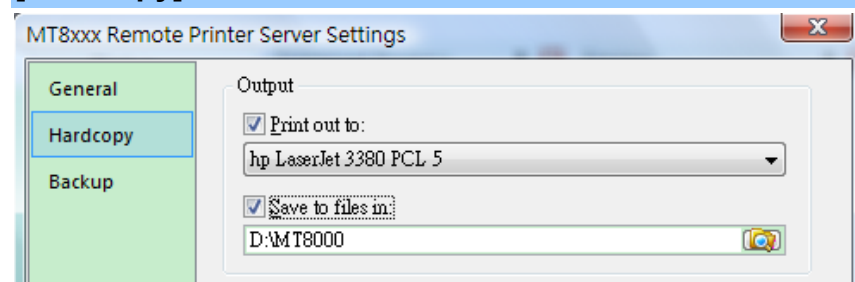 MT8xxx Remote Printer Server Settings
General
Hardcopy
Backup
Output
Print out to:
hp LaserJet 3380 PCL 5
Save to files in:
D:\MT8000